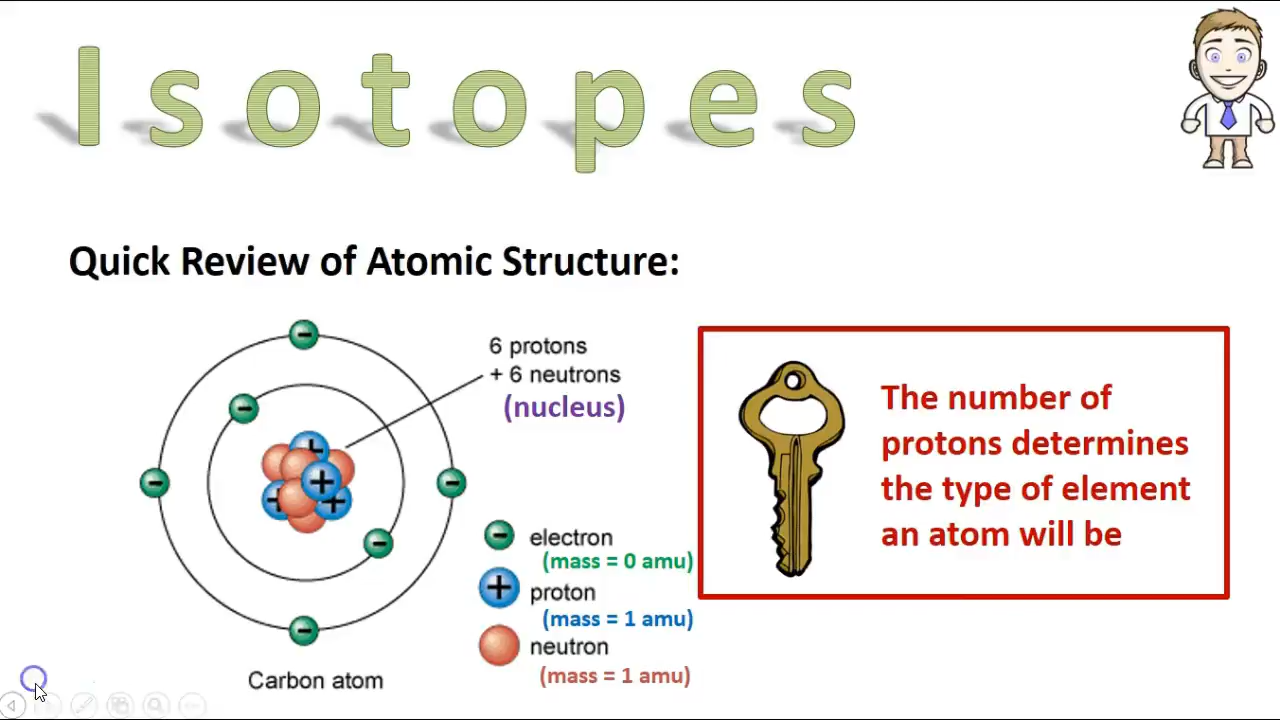 Isotopes
Quick Review of Atomic Structure:
6 protons
+ 6 neutrons
(nucleus)
electron
(mass = 0 amu)
proton
(mass = 1 amu)
neutron
(mass = 1 amu)
Carbon atom
The number of
protons determines
the type of element
an atom will be